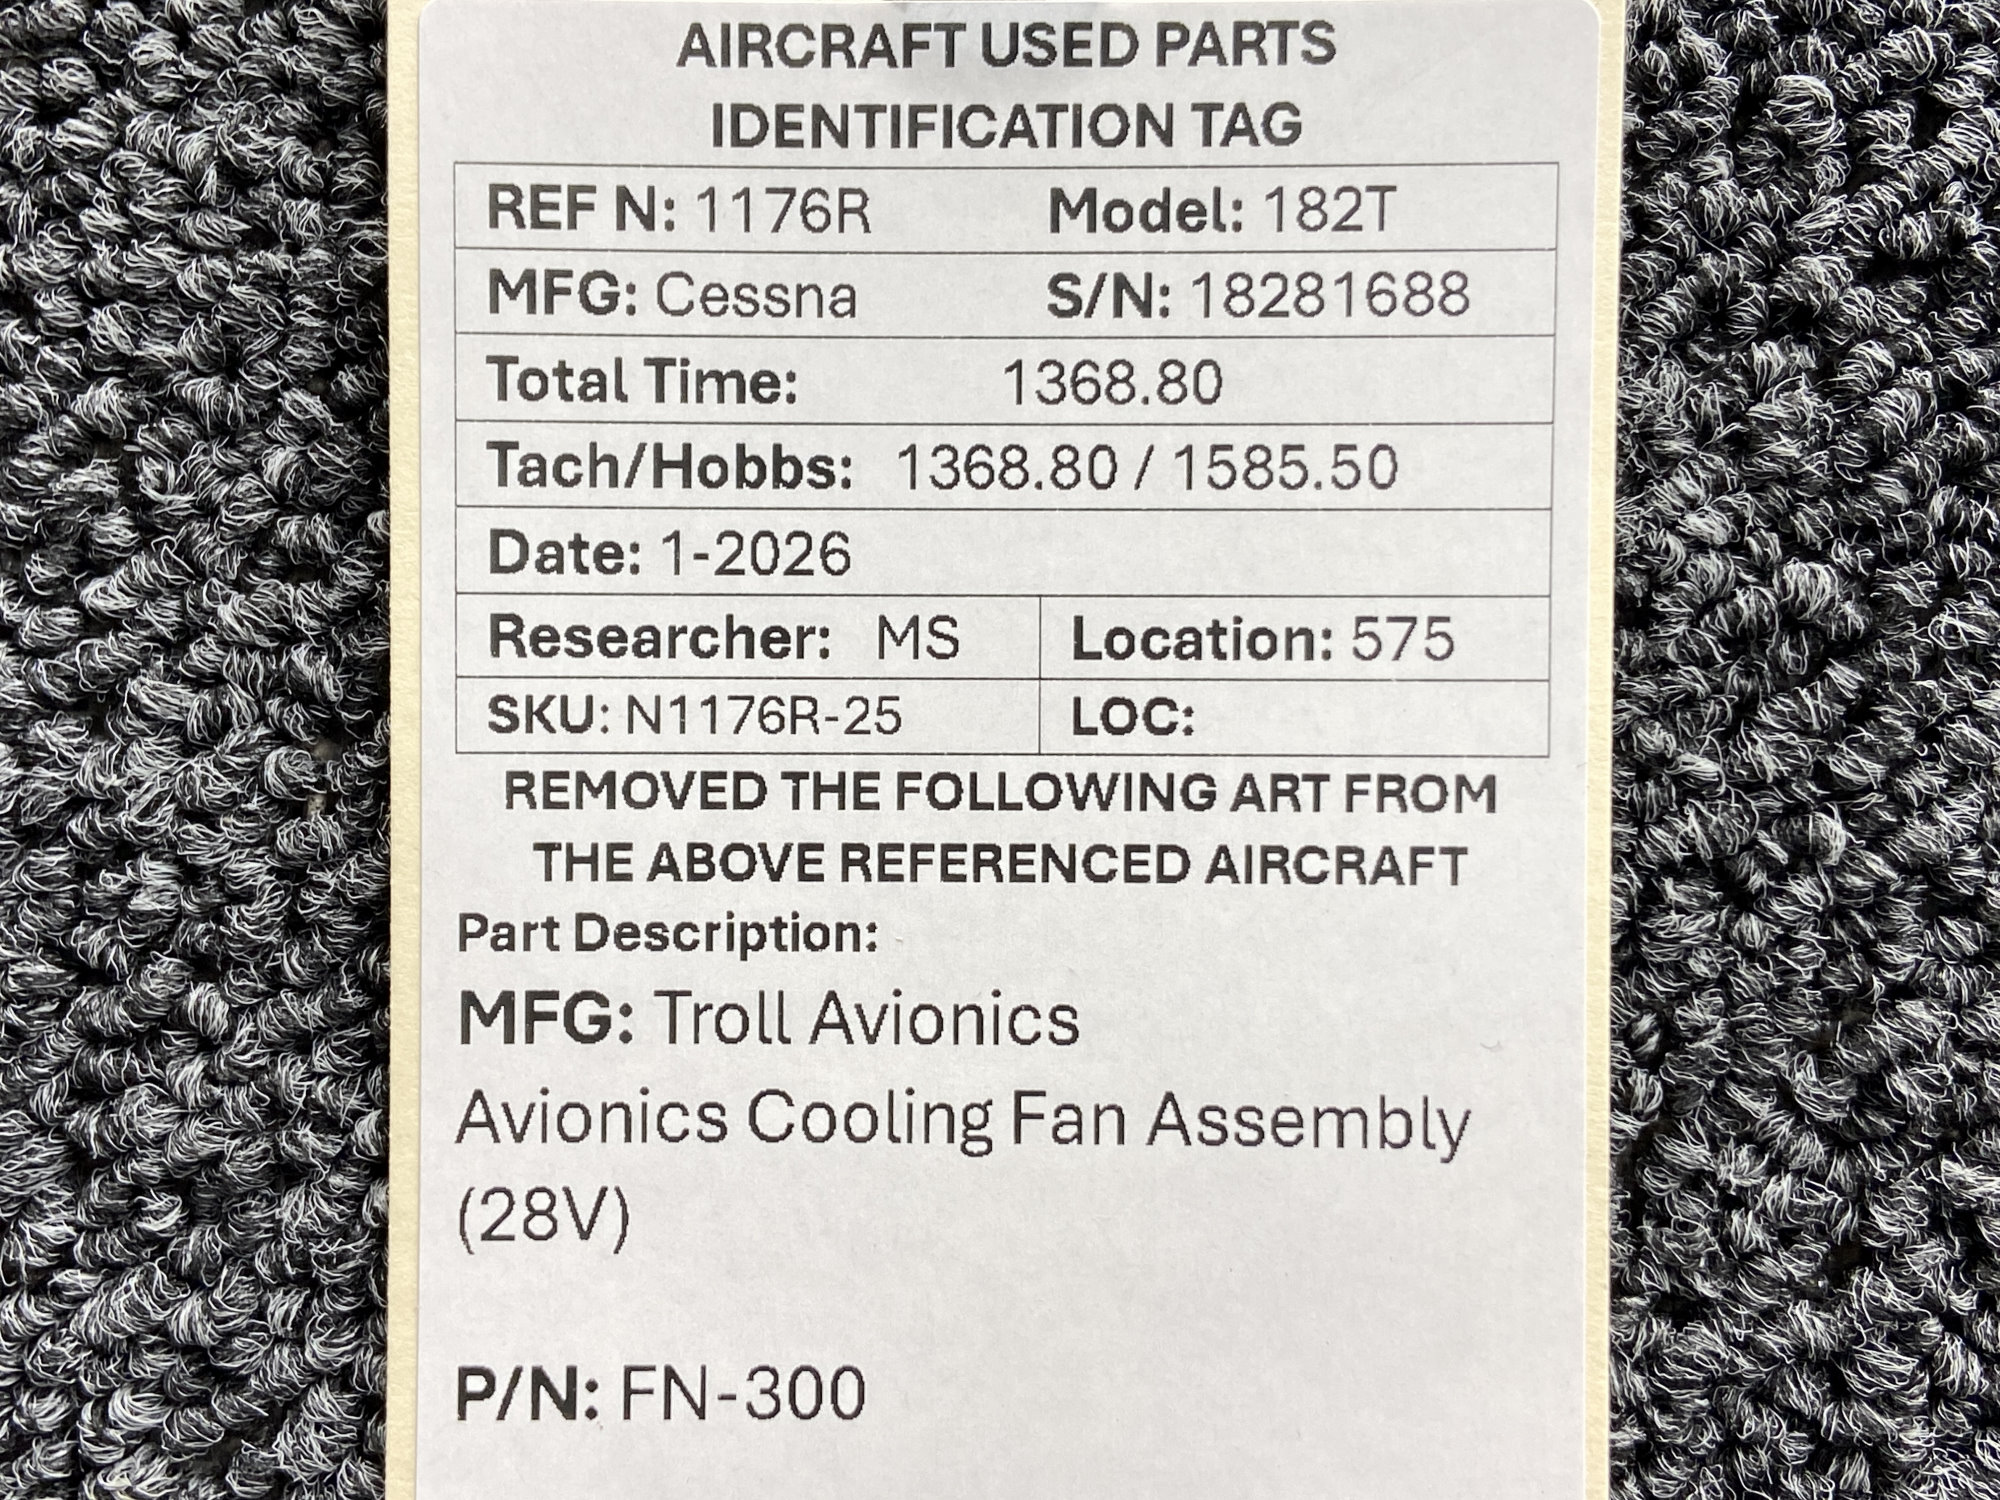 AIRCRAFT USED PARTS
IDENTIFICATION TAG
REF N: 1176R Model: 182T
MFG: Cessna S/N: 18281688
Total Time: 1368.80
Tach/Hobbs: 1368.80 / 1585.50
Date: 1-2026
Researcher: MS Location: 575
SKU: N1176R-25 LOC:
REMOVED THE FOLLOWING ART FROM
THE ABOVE REFERENCED AIRCRAFT
Part Description:
MFG: Troll Avionics
Avionics Cooling Fan Assembly
(28V)
P/N: FN-300